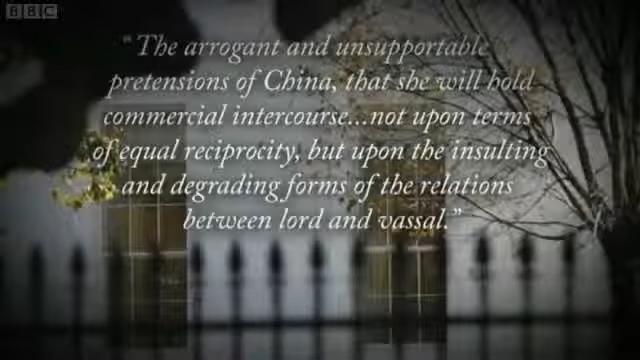 BBC
“The arrogant and unsupportable
pretensions of China, that she will hold
commercial intercourse...not upon terms
of equal reciprocity, but upon the insulting
and degrading forms of the relations
between lord and vassal.”